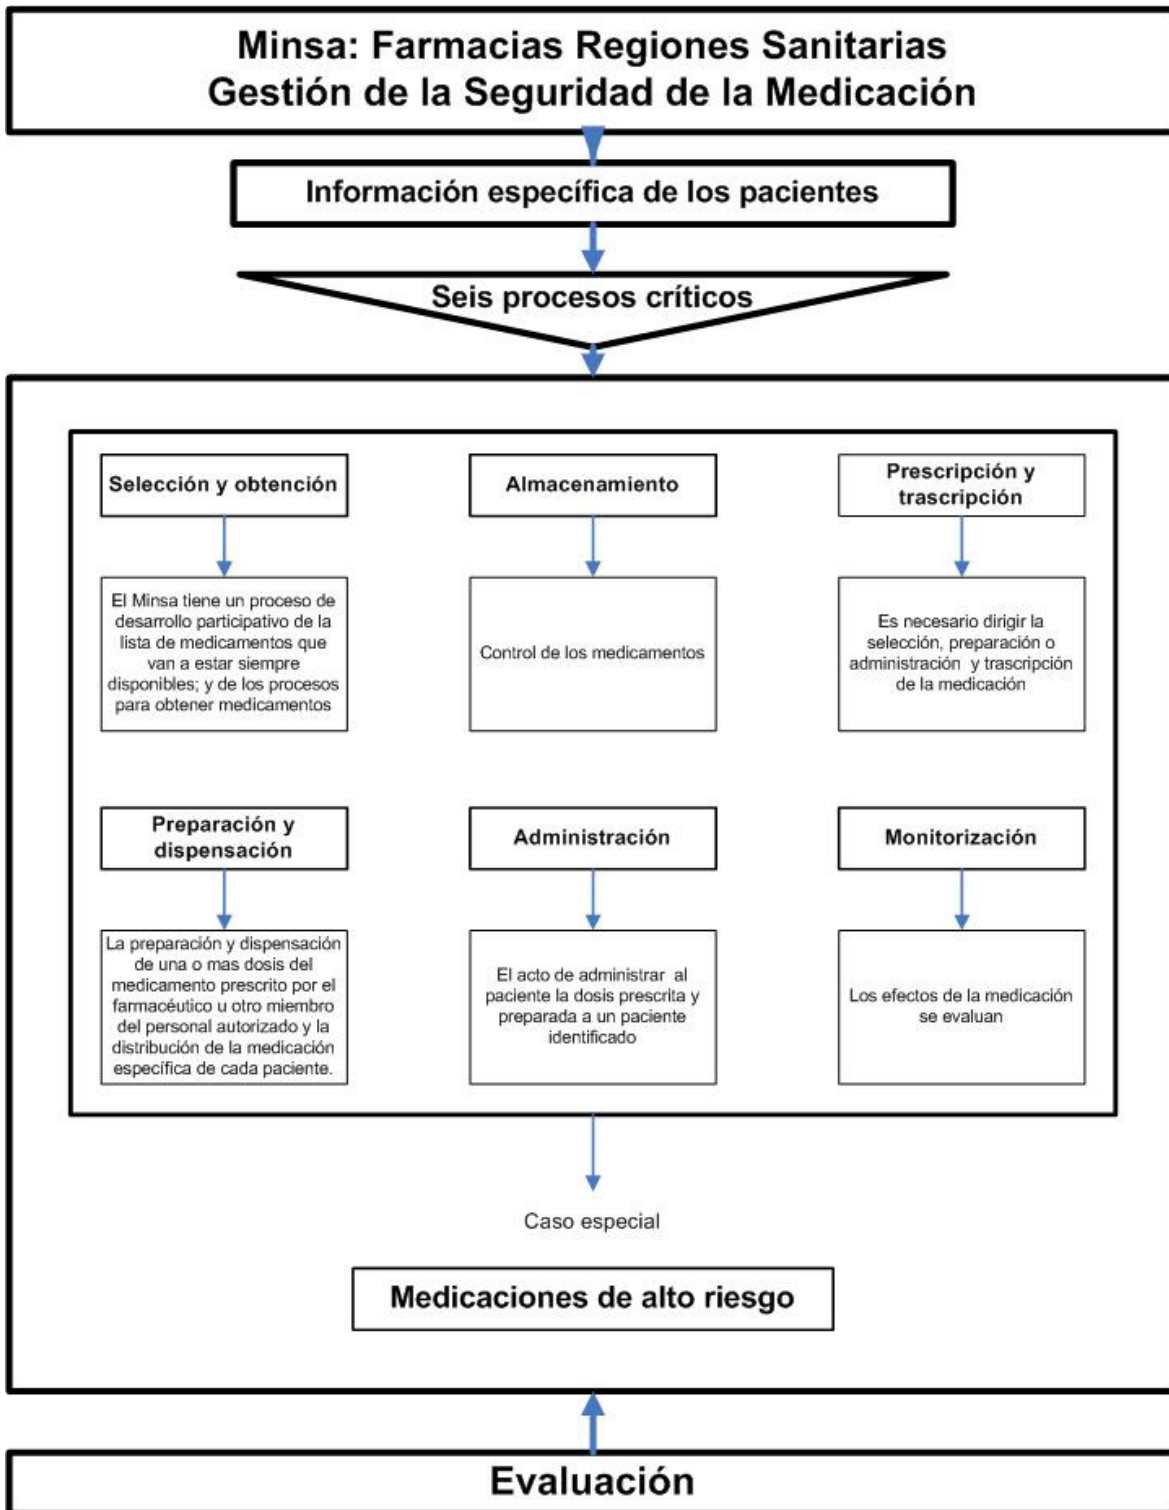 Minsa: Farmacias Regiones Sanitarias
Gestión de la Seguridad de la Medicación
Información específica de los pacientes
Seis procesos críticos
Selección y obtención
El Minsa tiene un proceso de
desarrollo participativo de la
lista de medicamentos que
van a estar siempre
disponibles; y de los procesos
para obtener medicamentos
Almacenamiento
Control de los medicamentos
Prescripción y
trascripción
Es necesario dirigir la
selección, preparación o
administración y trascripción
de la medicación
Preparación y
dispensación
La preparación y dispensación
de una o mas dosis del
medicamento prescrito por el
farmacéutico u otro miembro
del personal autorizado y la
distribución de la medicación
específica de cada paciente.
Administración
El acto de administrar al
paciente la dosis prescrita y
preparada a un paciente
identificado
Monitorización
Los efectos de la medicación
se evaluan
Caso especial
Medicaciones de alto riesgo
Evaluación